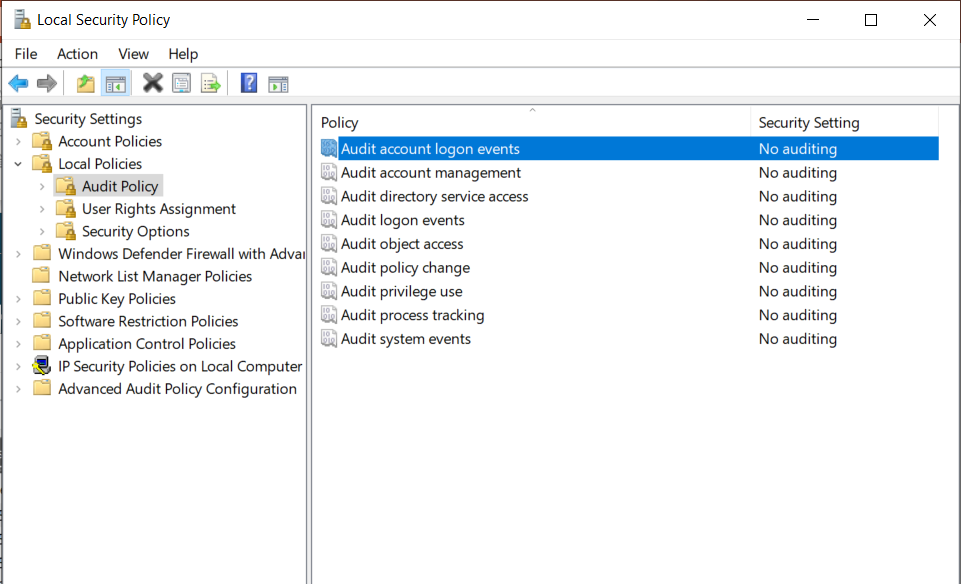 Local Security Policy
File Action View Help
Security Settings
Account Policies
Local Policies
Audit Policy
User Rights Assignment
Security Options
Windows Defender Firewall with Adva
Network List Manager Policies
Public Key Policies
Software Restriction Policies
Application Control Policies
IP Security Policies on Local Computer
Advanced Audit Policy Configuration
Policy Security Setting
Audit account logon events No auditing
Audit account management No auditing
Audit directory service access No auditing
Audit logon events No auditing
Audit object access No auditing
Audit policy change No auditing
Audit privilege use No auditing
Audit process tracking No auditing
Audit system events No auditing